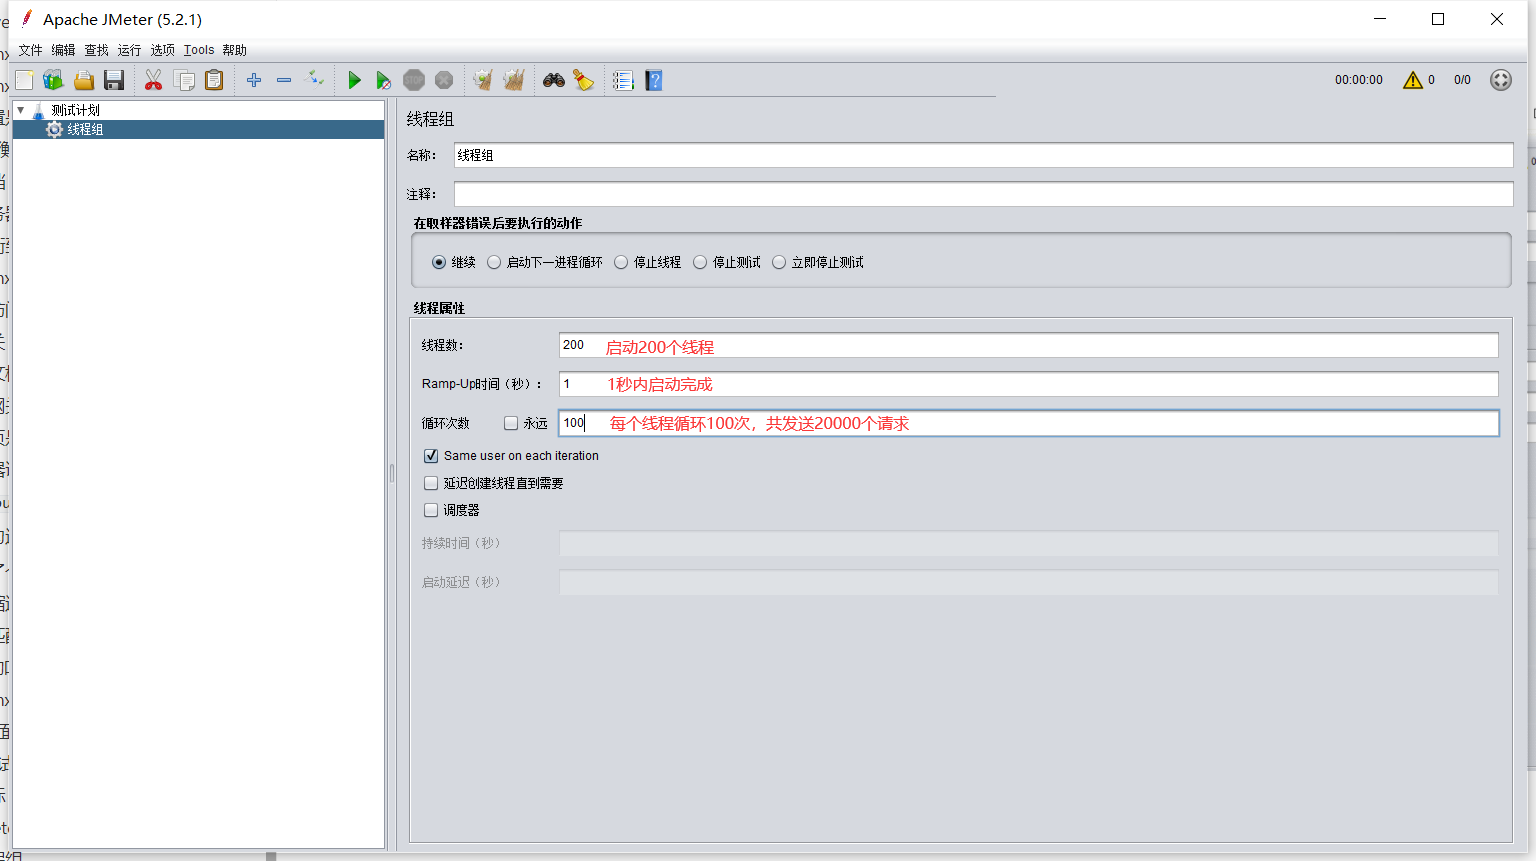 Apache JMeter (5.2.1)
文件 编辑 查找 运行 选项 Tools 帮助
00:00:00 0 0/0
测试计划
线程组
线程组
名称： 线程组
注释：
在取样器错误后要执行的动作
继续 启动下一进程循环 停止线程 停止测试 立即停止测试
线程属性
线程数： 200 启动200个线程
Ramp-Up时间（秒）： 1 1秒内启动完成
循环次数 永远 100 每个线程循环100次，共发送20000个请求
Same user on each iteration
延迟创建线程直到需要
调度器
持续时间（秒）
启动延迟（秒）